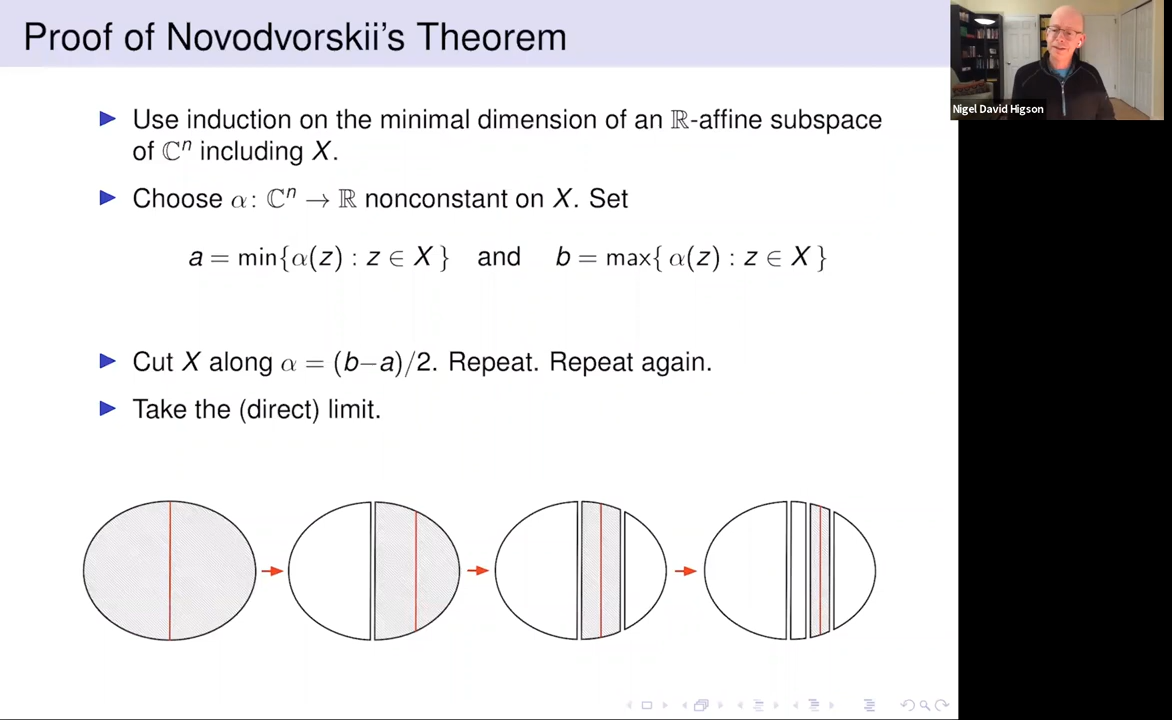 Proof of Novodvorskii's Theorem
Nigel David Higson
Use induction on the minimal dimension of an ℝ-affine subspace
of ℂⁿ including X.
Choose α: ℂⁿ → ℝ nonconstant on X. Set
a = min{α(z) : z ∈ X } and b = max{ α(z) : z ∈ X }
Cut X along α = (b−a)/2. Repeat. Repeat again.
Take the (direct) limit.